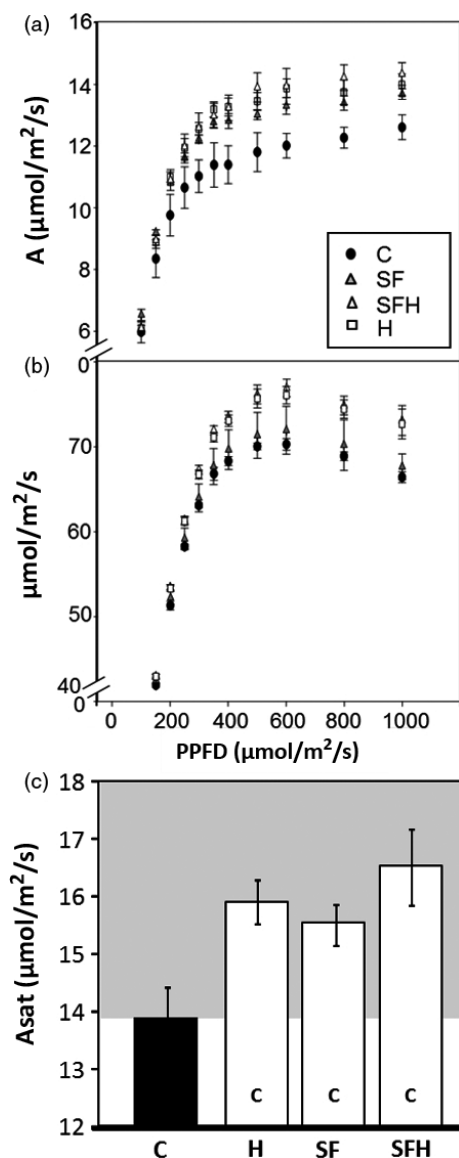 (a)
16
14
12
10
8
6
0
A (µmol/m²/s)
C
SF
SFH
H
(b)
70
60
50
40
0
µmol/m²/s
0 200 400 600 800 1000
PPFD (µmol/m²/s)
(c)
18
17
16
15
14
13
12
Asat (µmol/m²/s)
c c c
C H SF SFH